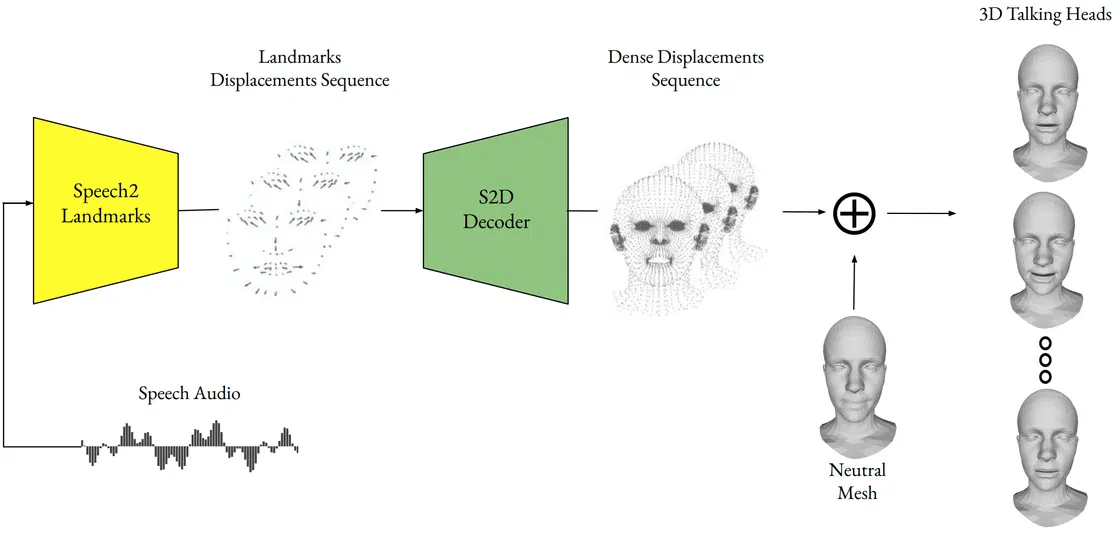 3D Talking Heads
Landmarks
Displacements Sequence
Dense Displacements
Sequence
Speech2
Landmarks
S2D
Decoder
Speech Audio
Neutral
Mesh